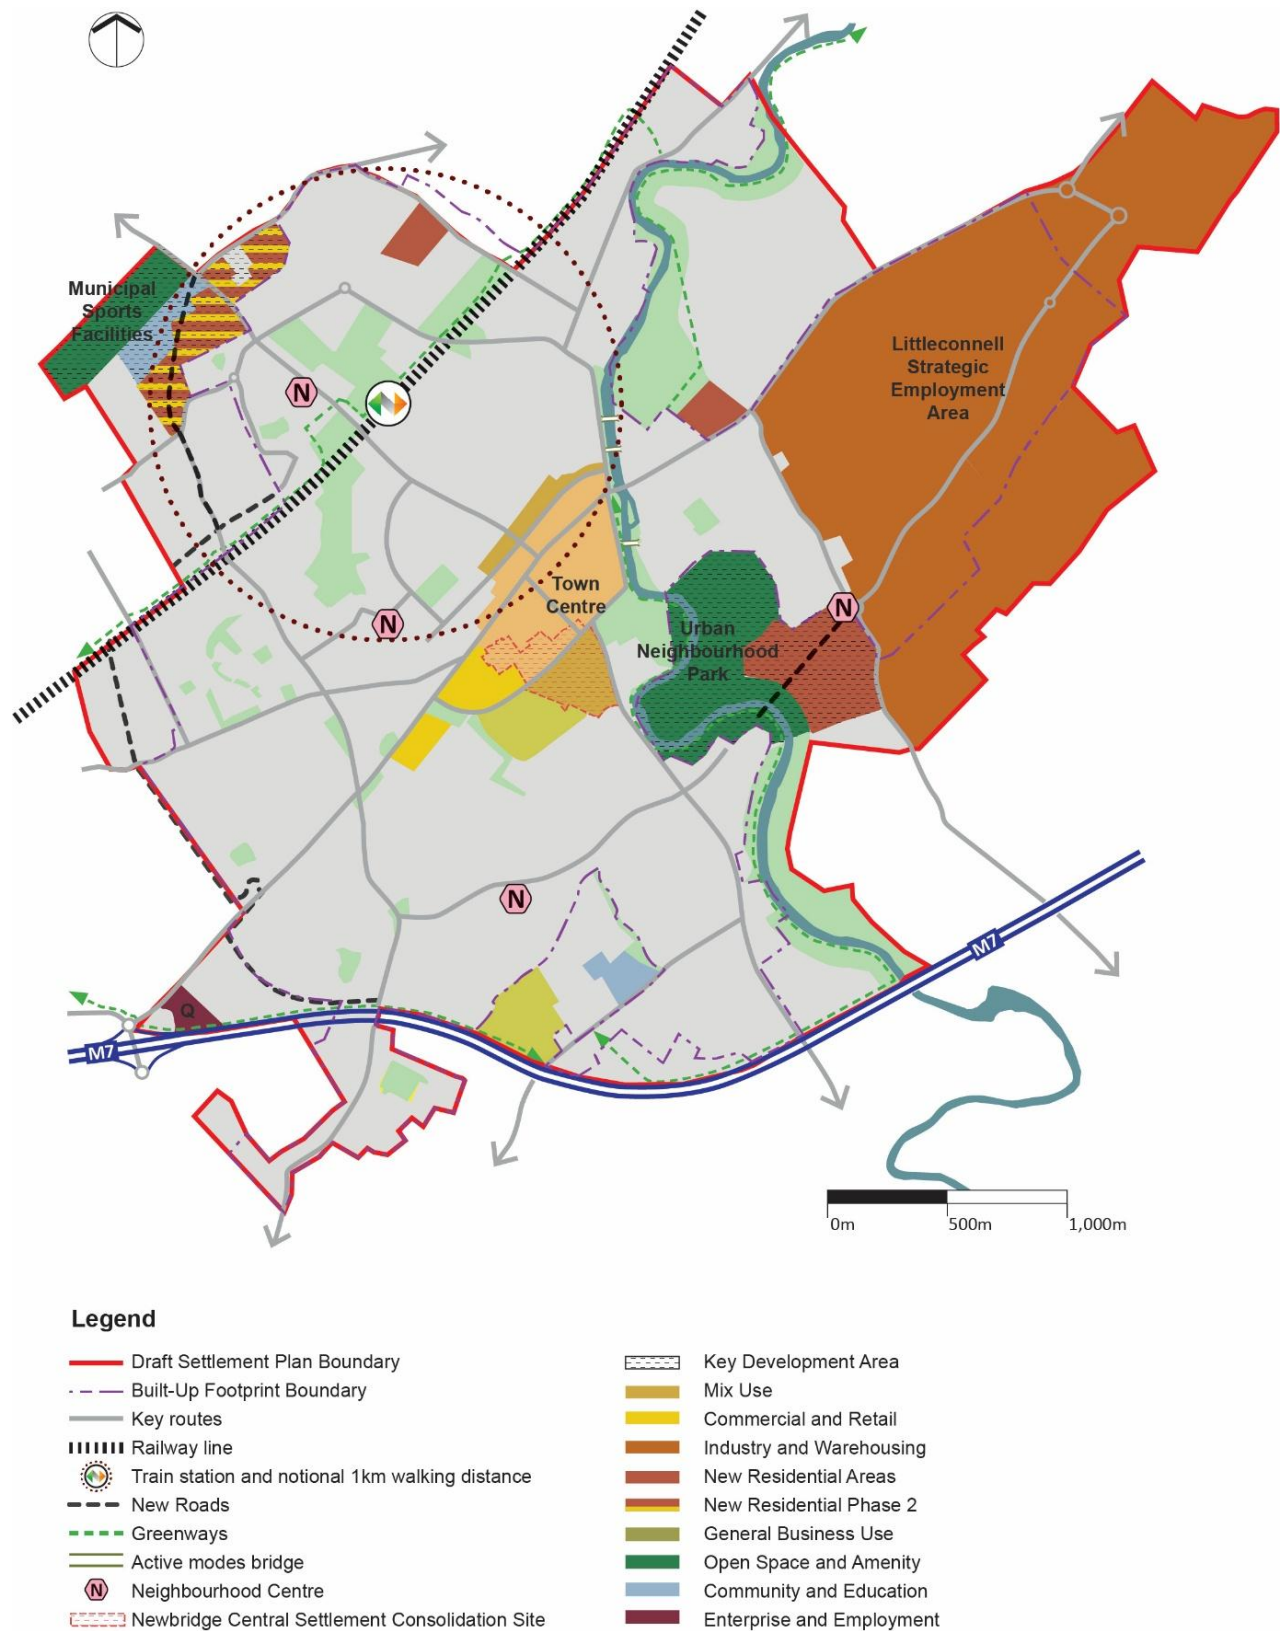 Municipal
Sports
Facilities
N
Littleconnell
Strategic
Employment
Area
Town
Centre
N
N
Urban
Neighbourhood
Park
N
M7
Q
M7
0m
500m
1,000m
Legend
Draft Settlement Plan Boundary
Built-Up Footprint Boundary
Key routes
Railway line
Train station and notional 1km walking distance
New Roads
Greenways
Active modes bridge
N
Neighbourhood Centre
Newbridge Central Settlement Consolidation Site
Key Development Area
Mix Use
Commercial and Retail
Industry and Warehousing
New Residential Areas
New Residential Phase 2
General Business Use
Open Space and Amenity
Community and Education
Enterprise and Employment